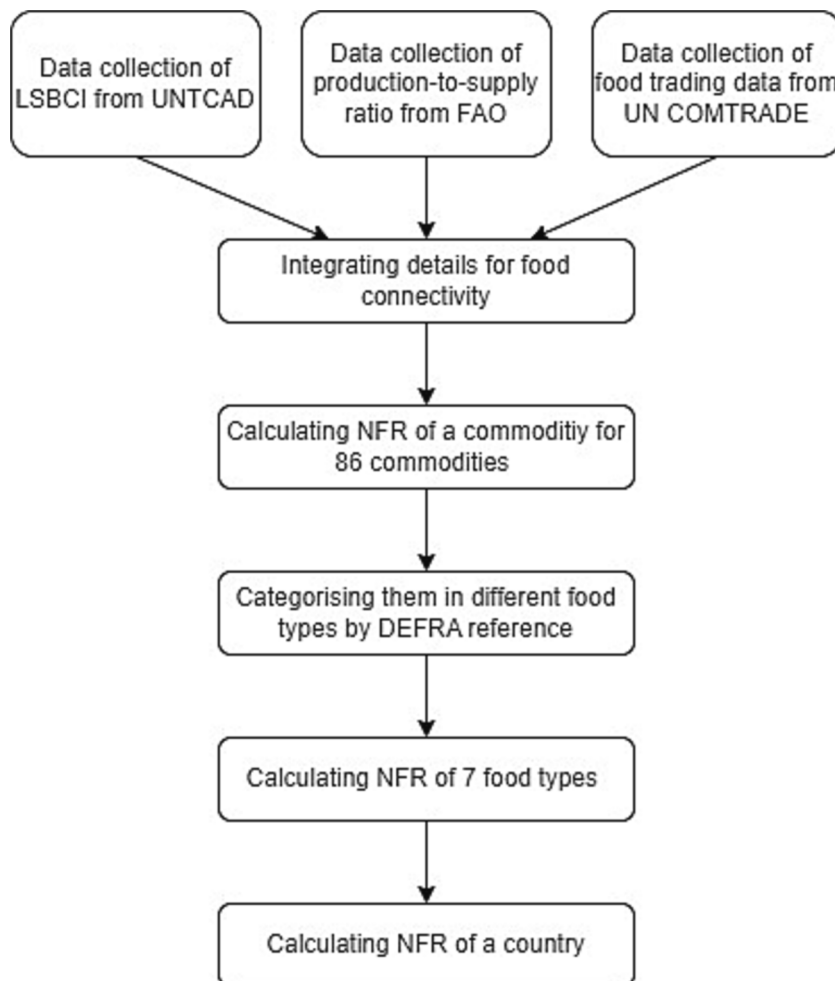 Data collection of
LSBCI from UNTCAD
Data collection of
production-to-supply
ratio from FAO
Data collection of
food trading data from
UN COMTRADE
Integrating details for food
connectivity
Calculating NFR of a commoditiy for
86 commodities
Categorising them in different food
types by DEFRA reference
Calculating NFR of 7 food types
Calculating NFR of a country